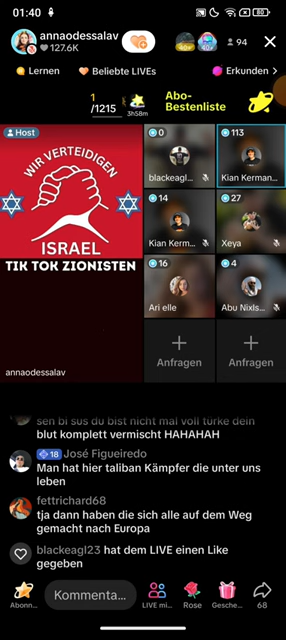 01:40
80
annaodessalav
127.6K
40+
40+
94
Lernen
Beliebte LIVEs
Erkunden
1
/1215
3h58m
Abo-
Bestenliste
Host
0
113
WIR VERTEIDIGEN
ISRAEL
TIK TOK ZIONISTEN
annaodessalav
blackeagl...
Kian Kerman...
14
27
Kian Kerm...
Xeya
16
4
Ari elle
Abu Nixls...
Anfragen
Anfragen
sen bi sus du bist nicht mal voll türke dein
blut komplett vermischt HAHAHAH
18 José Figueiredo
Man hat hier taliban Kämpfer die unter uns
leben
fettrichard68
tja dann haben die sich alle auf dem Weg
gemacht nach Europa
blackeagl23 hat dem LIVE einen Like
gegeben
Kommenta...
Abonn...
LIVE mi...
Rose
Gesche...
68